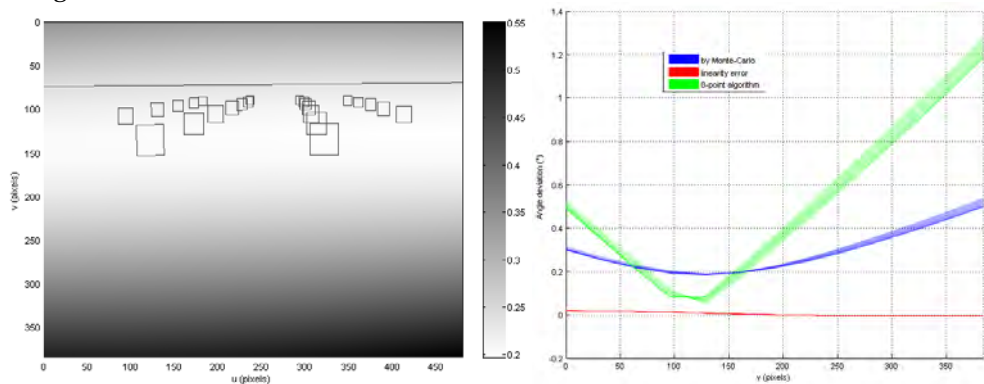 0
50
100
150
200
250
300
350
v (pixels)
0 50 100 150 200 250 300 350 400 450
u (pixels)
0.55
0.5
0.45
0.4
0.35
0.3
0.25
0.2
1.4
1.2
1
0.8
0.6
0.4
0.2
0
-0.2
Angle deviation (°)
by Monte-Carlo
linearity error
8-point algorithm
0 50 100 150 200 250 300 350
v (pixels)